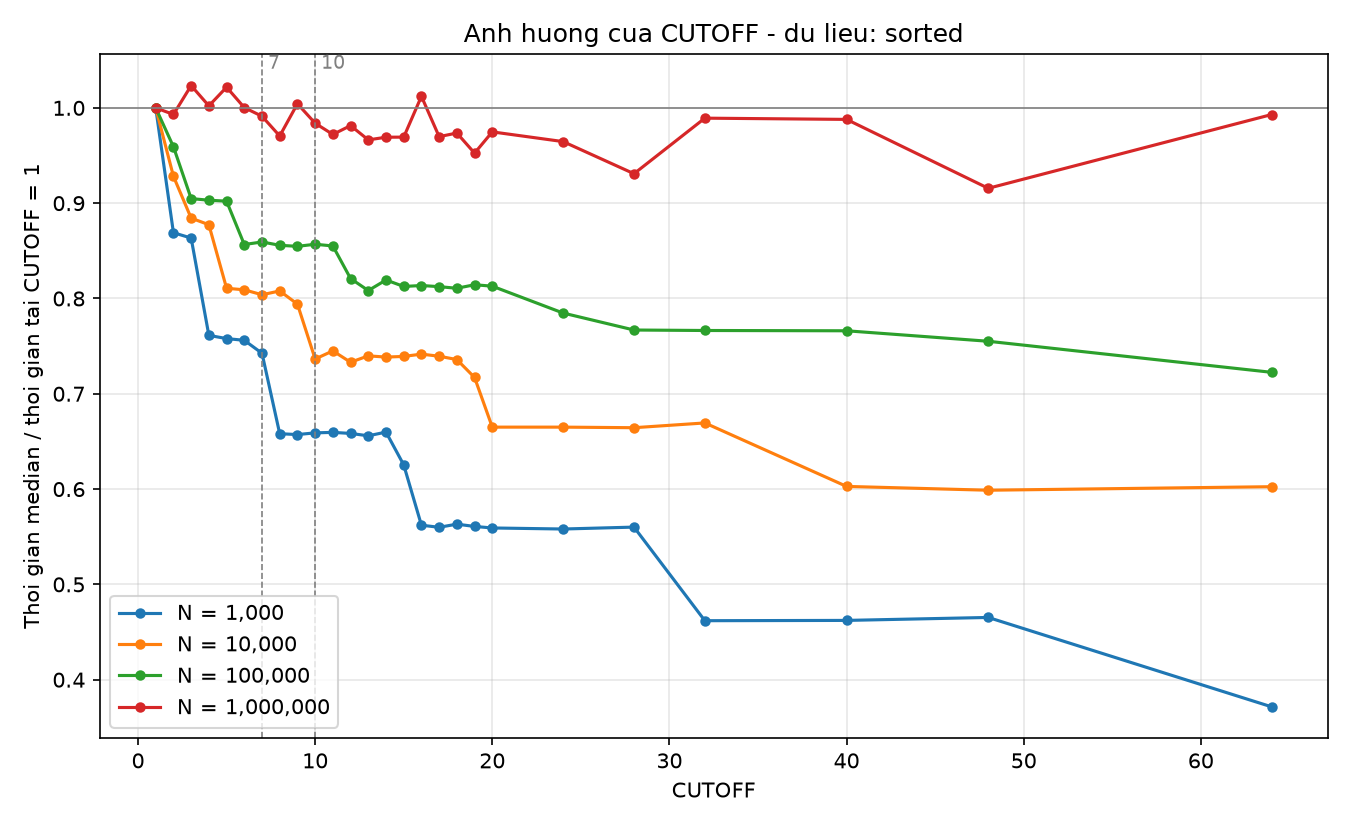 Anh huong cua CUTOFF - du lieu: sorted
7
10
1.0
0.9
0.8
0.7
0.6
0.5
0.4
Thoi gian median / thoi gian tai CUTOFF = 1
N = 1,000
N = 10,000
N = 100,000
N = 1,000,000
0 10 20 30 40 50 60
CUTOFF